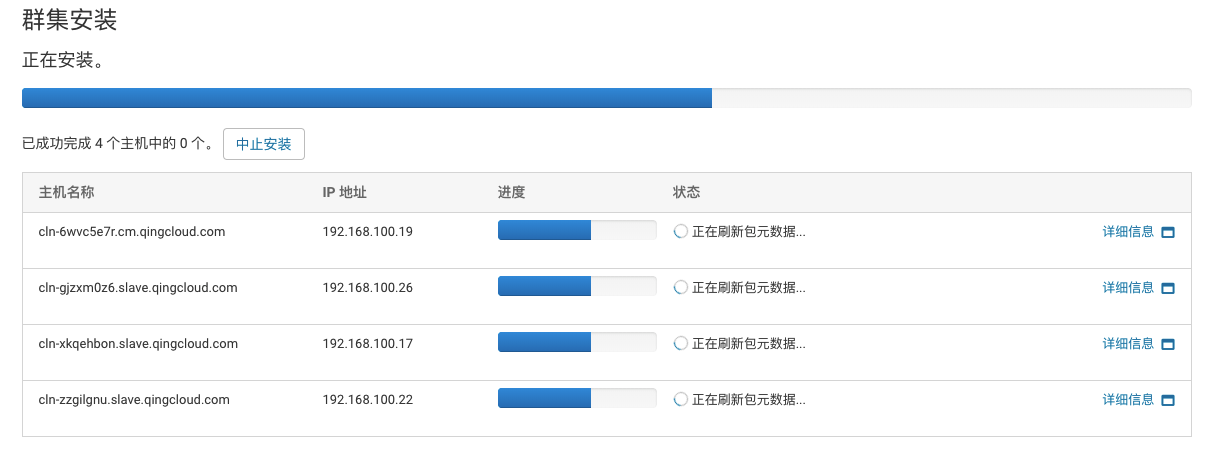 群集安装
正在安装。
已成功完成 4 个主机中的 0 个。 中止安装
主机名称 IP 地址 进度 状态
cln-6wvc5e7r.cm.qingcloud.com 192.168.100.19 正在刷新包元数据... 详细信息
cln-gjzxm0z6.slave.qingcloud.com 192.168.100.26 正在刷新包元数据... 详细信息
cln-xkqehbon.slave.qingcloud.com 192.168.100.17 正在刷新包元数据... 详细信息
cln-zzgilgnu.slave.qingcloud.com 192.168.100.22 正在刷新包元数据... 详细信息